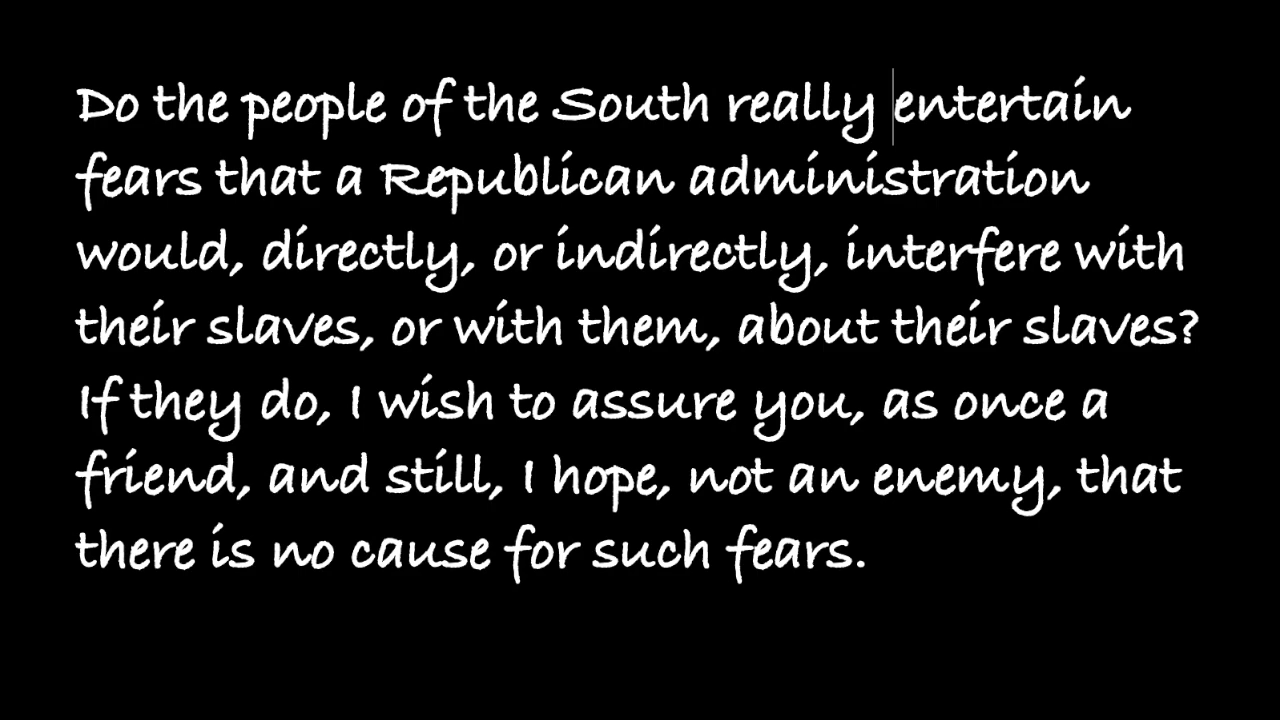 Do the people of the South really entertain
fears that a Republican administration
would, directly, or indirectly, interfere with
their slaves, or with them, about their slaves?
If they do, I wish to assure you, as once a
friend, and still, I hope, not an enemy, that
there is no cause for such fears.